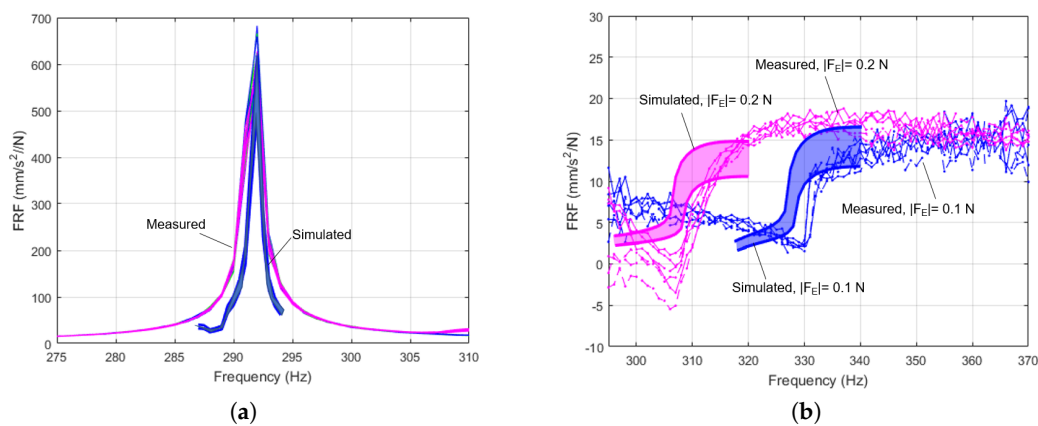 700
600
500
400
300
200
100
0
FRF (mm/s²/N)
Measured
Simulated
275 280 285 290 295 300 305 310
Frequency (Hz)
(a)
30
25
20
15
10
5
0
-5
-10
FRF (mm/s²/N)
Measured, |F_E|= 0.2 N
Simulated, |F_E|= 0.2 N
Measured, |F_E|= 0.1 N
Simulated, |F_E|= 0.1 N
300 310 320 330 340 350 360 370
Frequency (Hz)
(b)